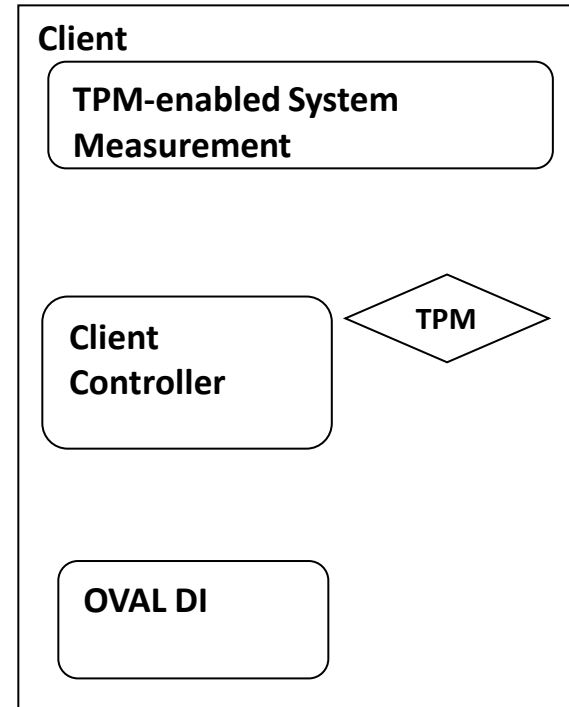 Client
TPM-enabled System
Measurement
TPM
Client
Controller
OVAL DI